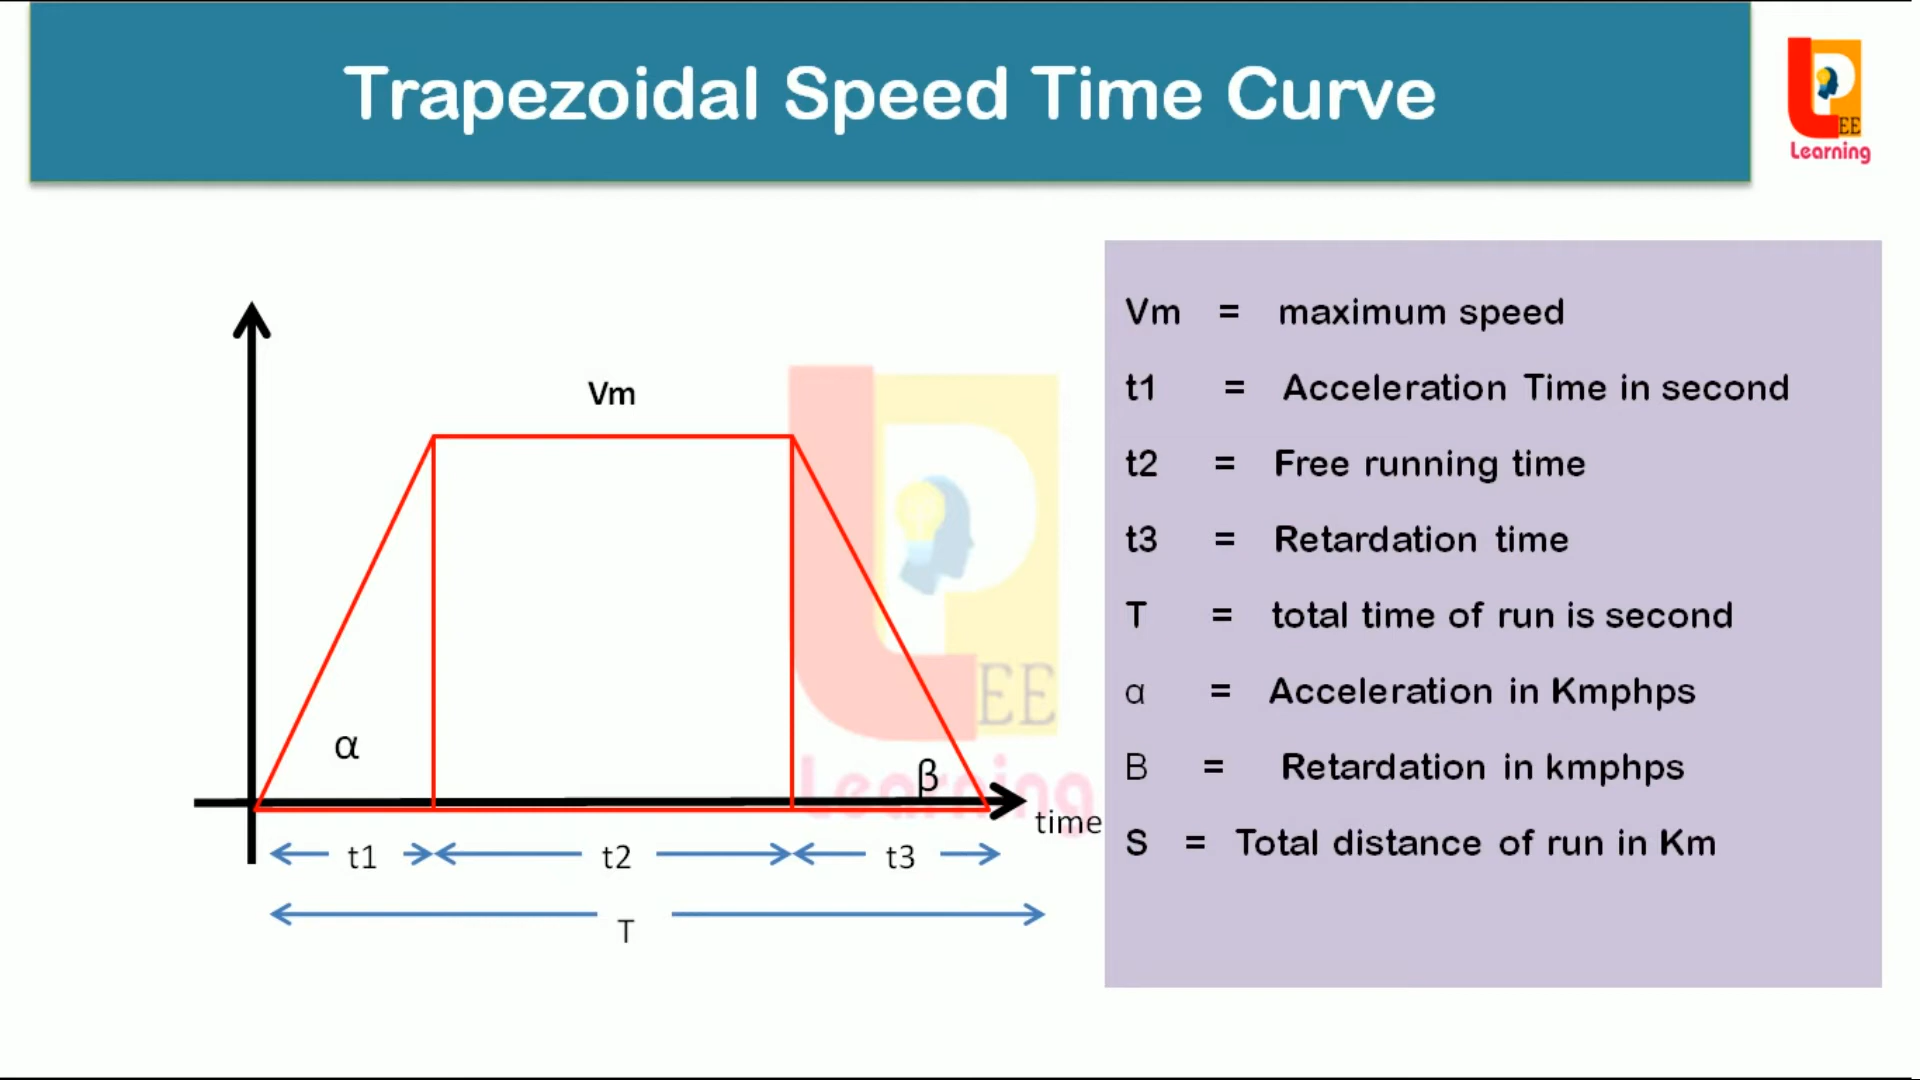 Trapezoidal Speed Time Curve
EE
Learning
Vm
α
β
time
t1 t2 t3
T
EE
Learning
Vm = maximum speed
t1 = Acceleration Time in second
t2 = Free running time
t3 = Retardation time
T = total time of run is second
α = Acceleration in Kmphps
B = Retardation in kmphps
S = Total distance of run in Km